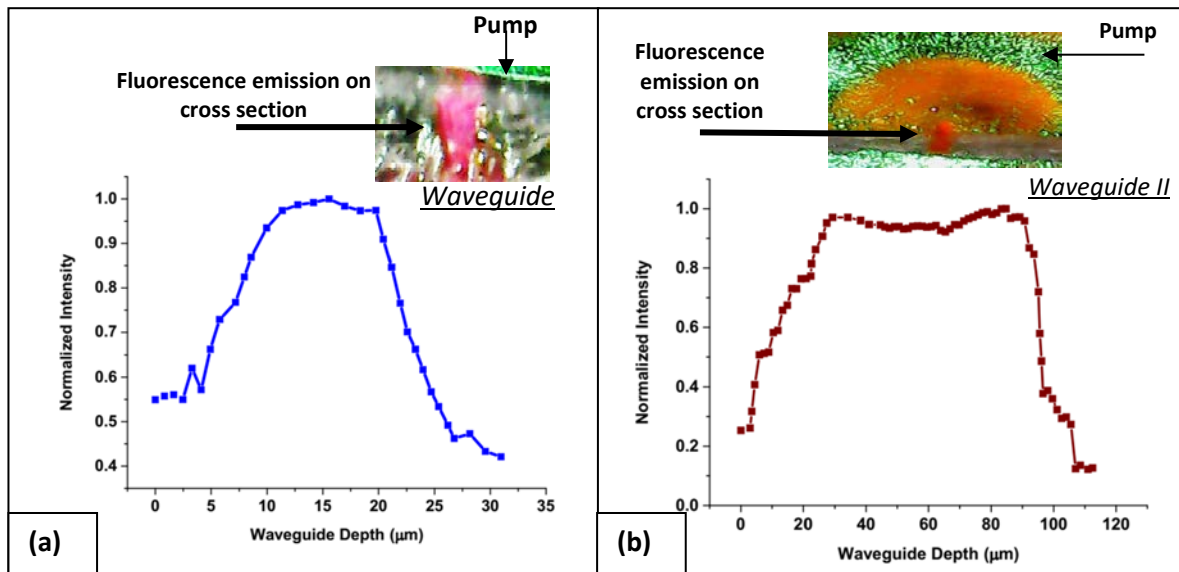 Pump
Fluorescence emission on
cross section
Waveguide
1.0
0.9
0.8
0.7
0.6
0.5
0.4
Normalized Intensity
0 5 10 15 20 25 30 35
Waveguide Depth (μm)
(a)
Pump
Fluorescence
emission on
cross section
Waveguide II
1.0
0.8
0.6
0.4
0.2
0.0
Normalized Intensity
0 20 40 60 80 100 120
Waveguide Depth (μm)
(b)